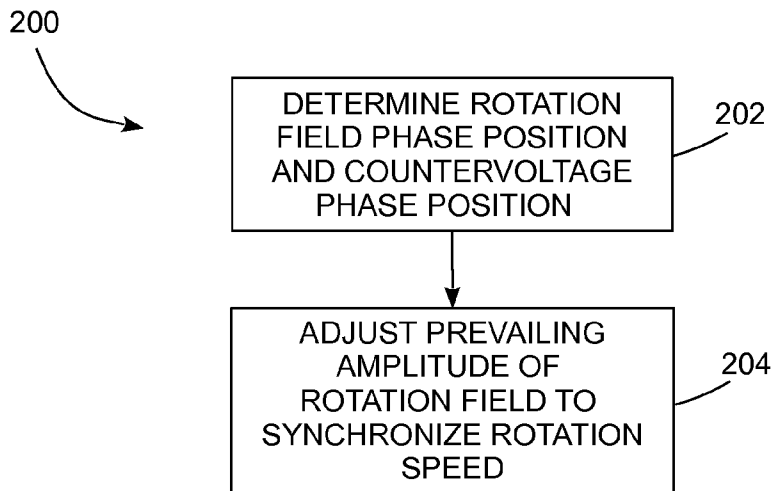 200
DETERMINE ROTATION
FIELD PHASE POSITION
AND COUNTERVOLTAGE
PHASE POSITION
202
ADJUST PREVAILING
AMPLITUDE OF
ROTATION FIELD TO
SYNCHRONIZE ROTATION
SPEED
204